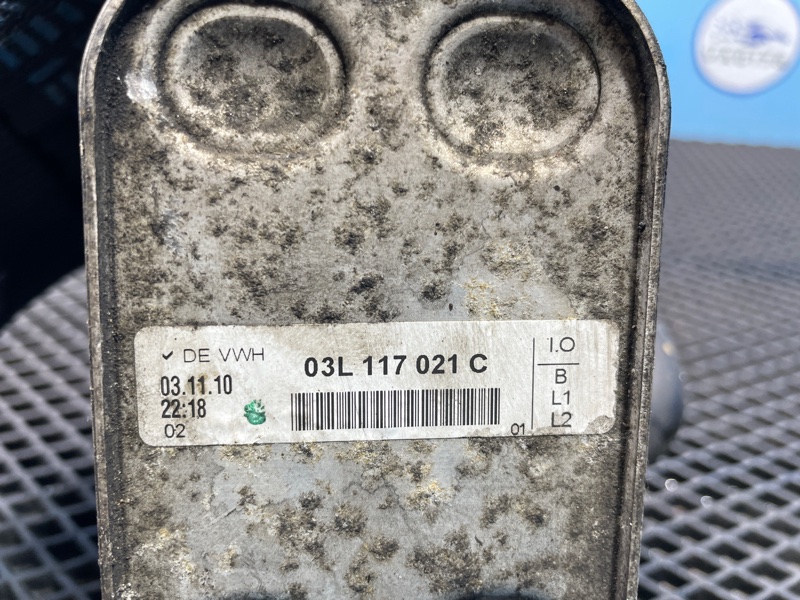 ✓ DE VWH
03L 117 021 C
03.11.10
22:18
02
01
I.O
B
L1
L2